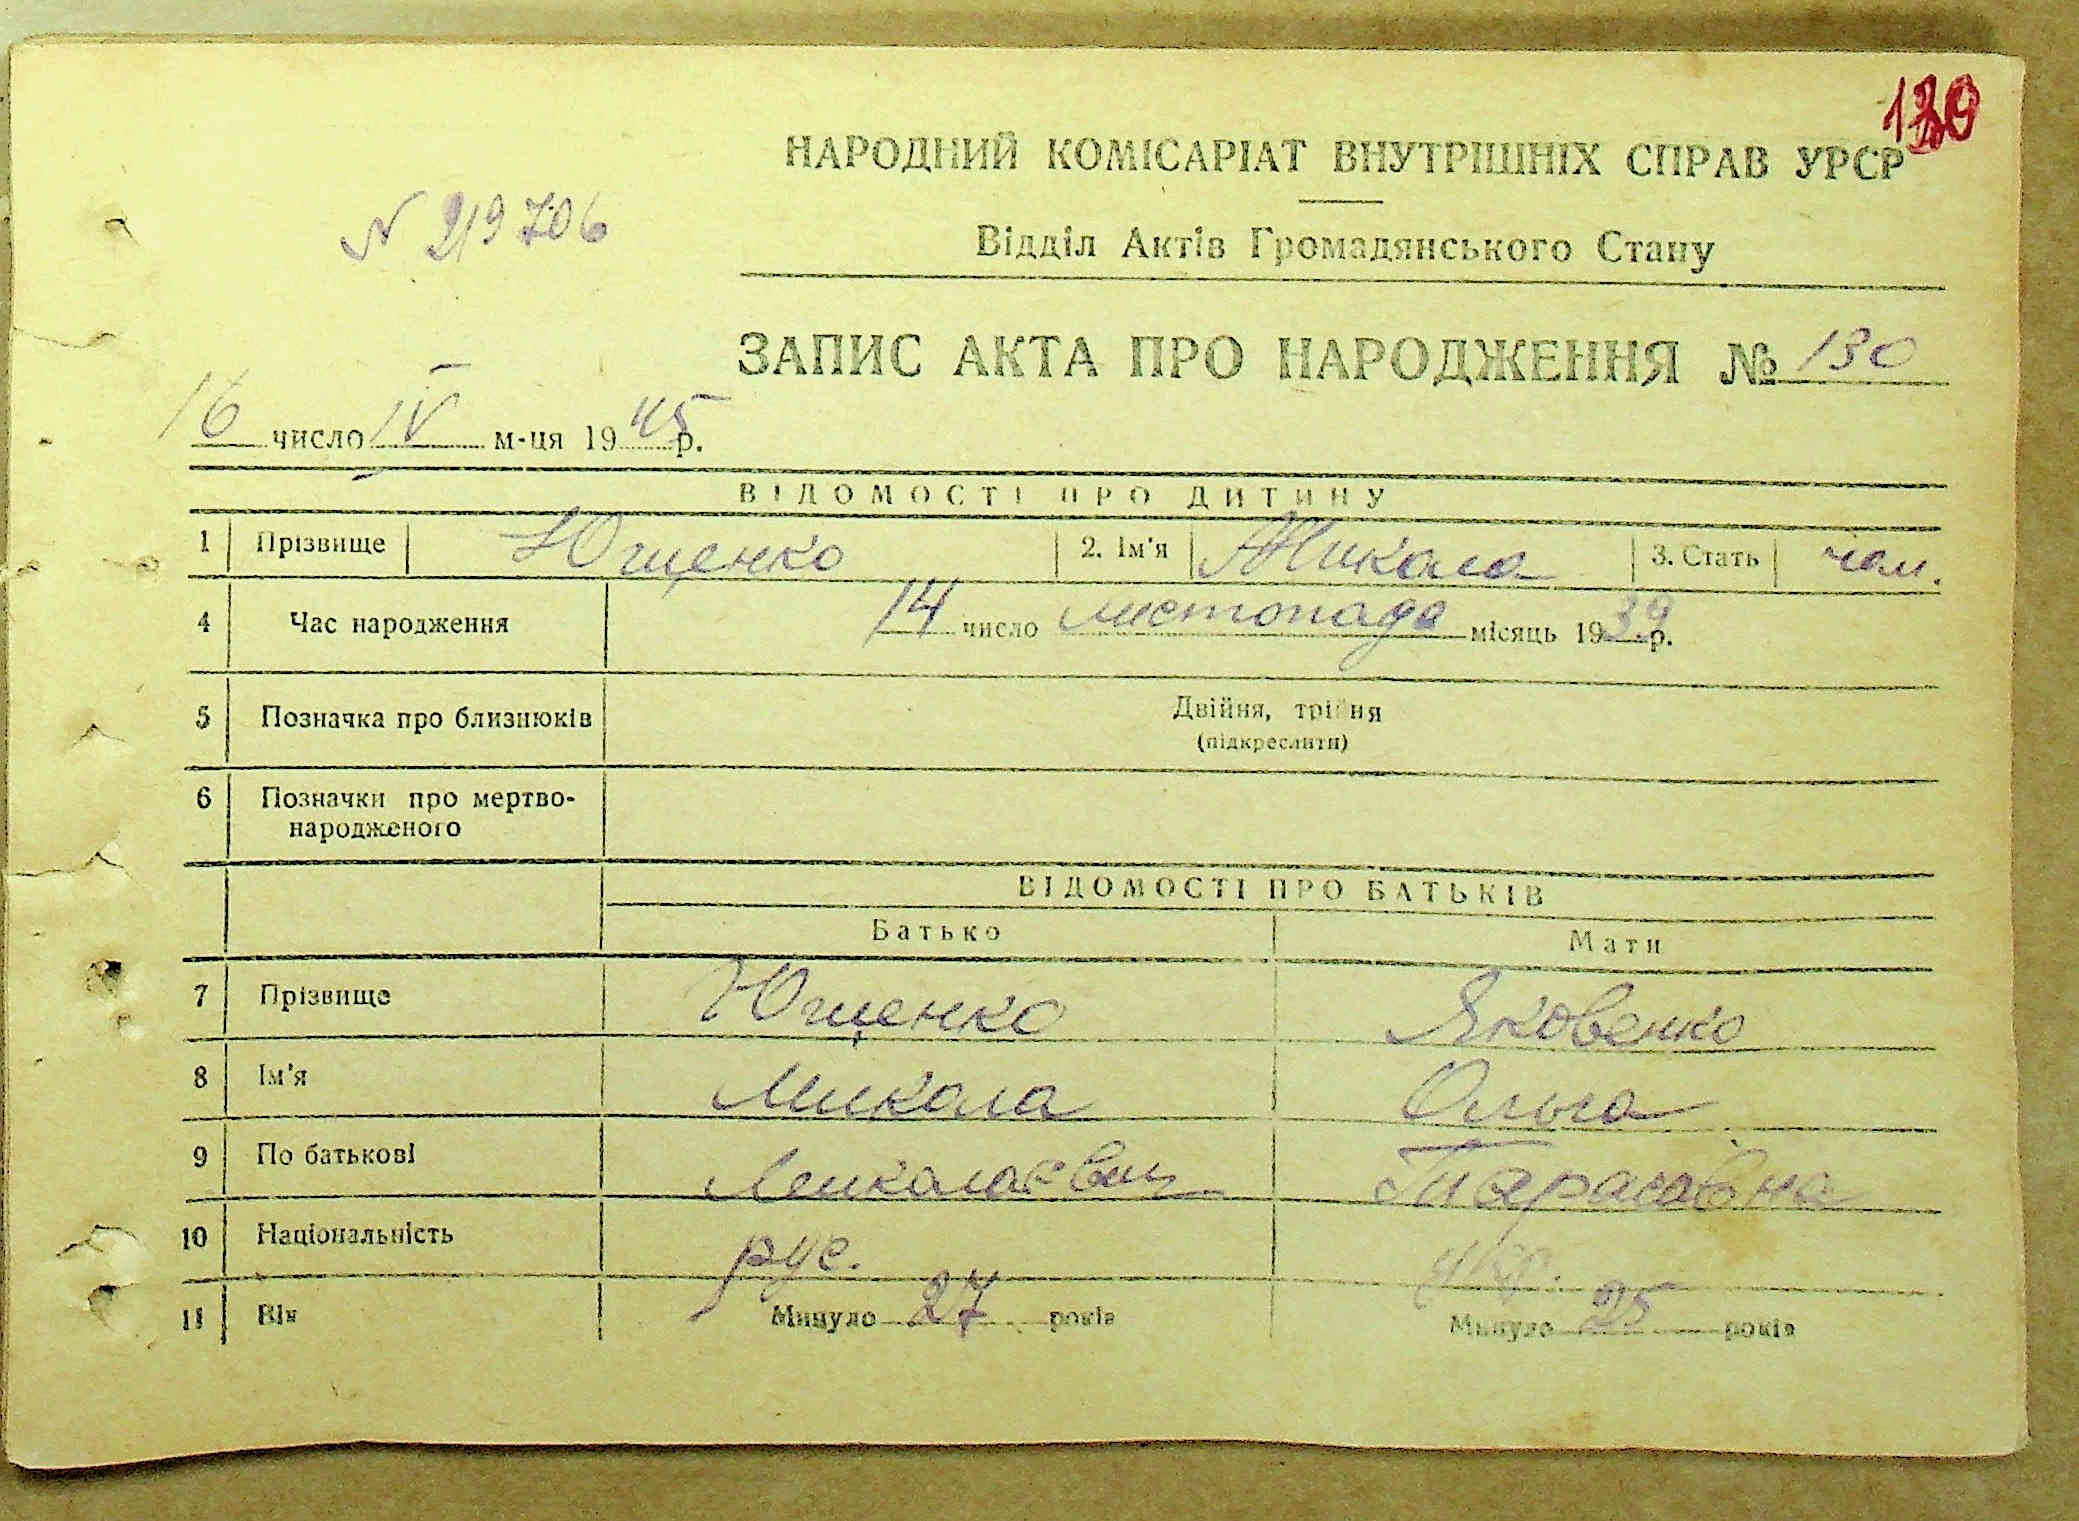 130
НАРОДНИЙ КОМІСАРІАТ ВНУТРІШНІХ СПРАВ УРСР
N 219706
Відділ Актів Громадянського Стану
ЗАПИС АКТА ПРО НАРОДЖЕННЯ № 130
16 число IV м-ця 1945 р.
ВІДОМОСТІ ПРО ДИТИНУ
1 Прізвище Ющенко 2. Ім'я Микола 3. Стать чол.
4 Час народження 14 число листопада місяць 1939 р.
5 Позначка про близнюків Двійня, трійня
(підкреслити)
6 Позначки про мертво-
народженого
ВІДОМОСТІ ПРО БАТЬКІВ
Батько Мати
7 Прізвище Ющенко Яковенко
8 Ім'я Микола Ольга
9 По батькові Миколаєвич Тарасовна
10 Національність рус. укр.
11 Вік Минуло 27 років Минуло 25 років